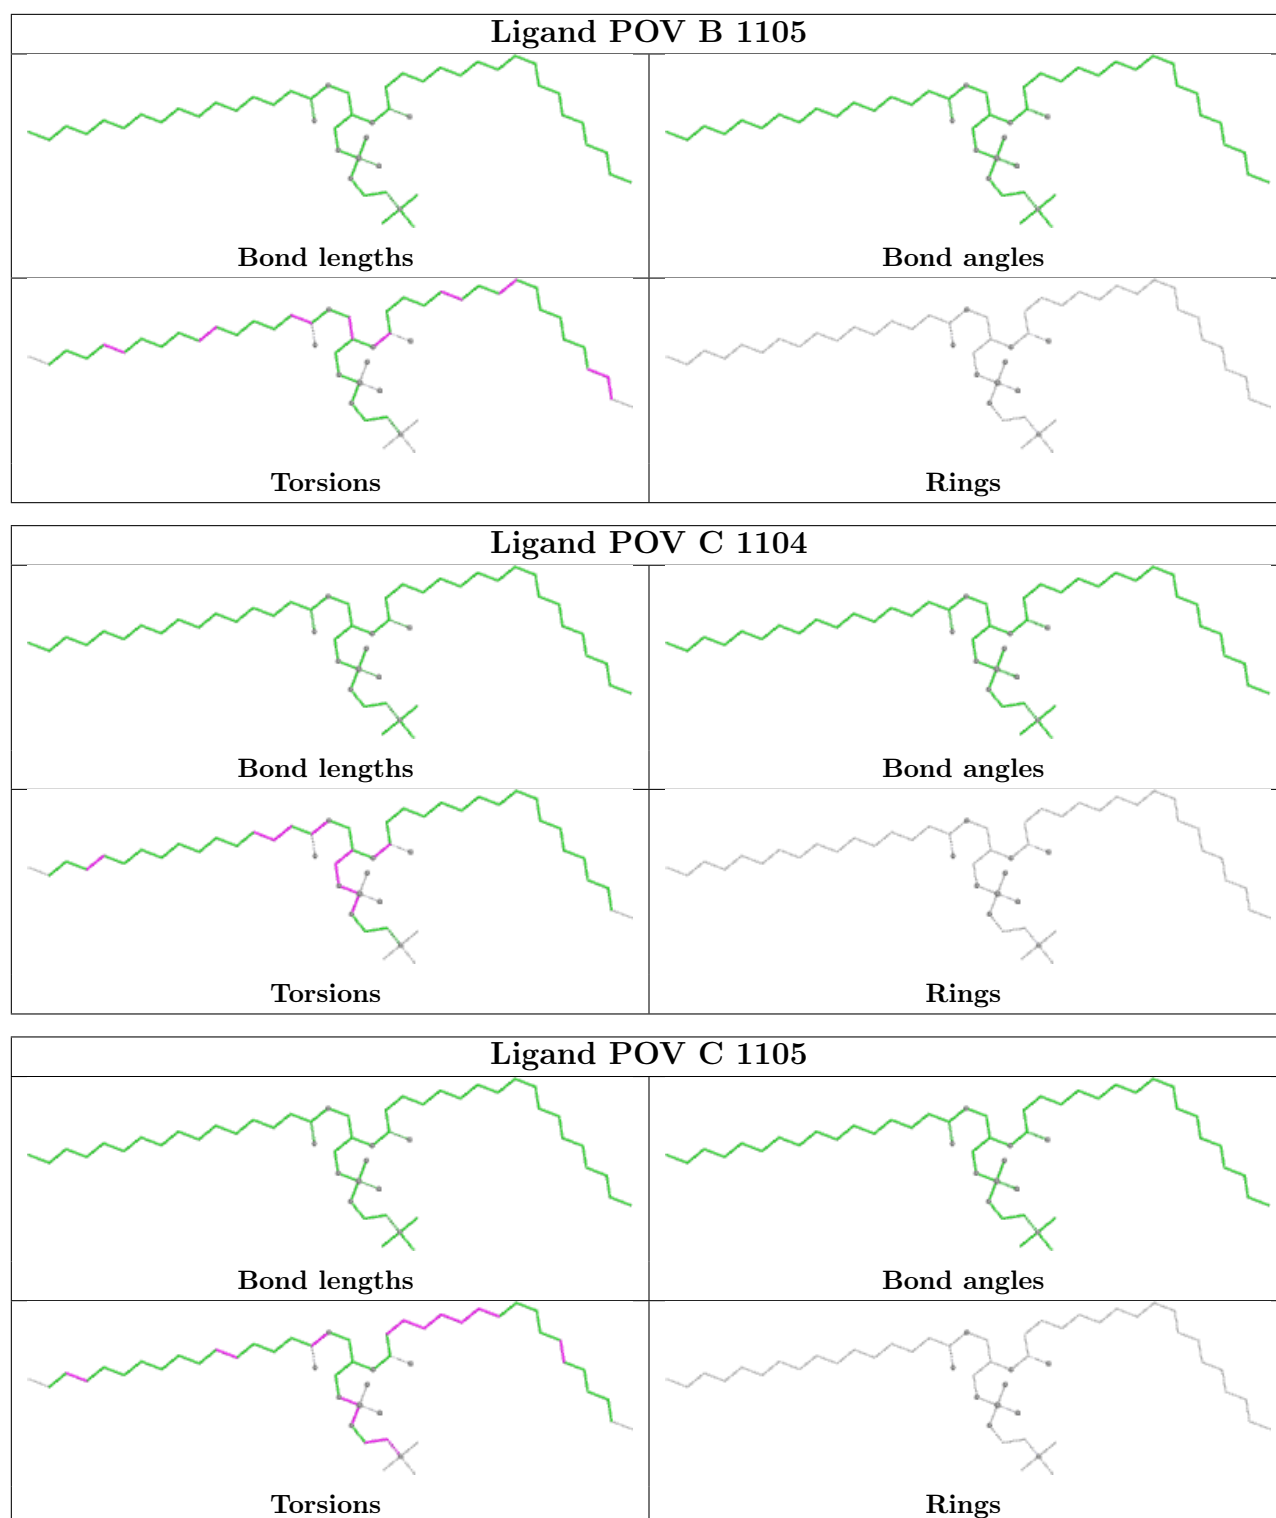 Ligand POV B 1105
Bond lengths
Bond angles
Torsions
Rings
Ligand POV C 1104
Bond lengths
Bond angles
Torsions
Rings
Ligand POV C 1105
Bond lengths
Bond angles
Torsions
Rings